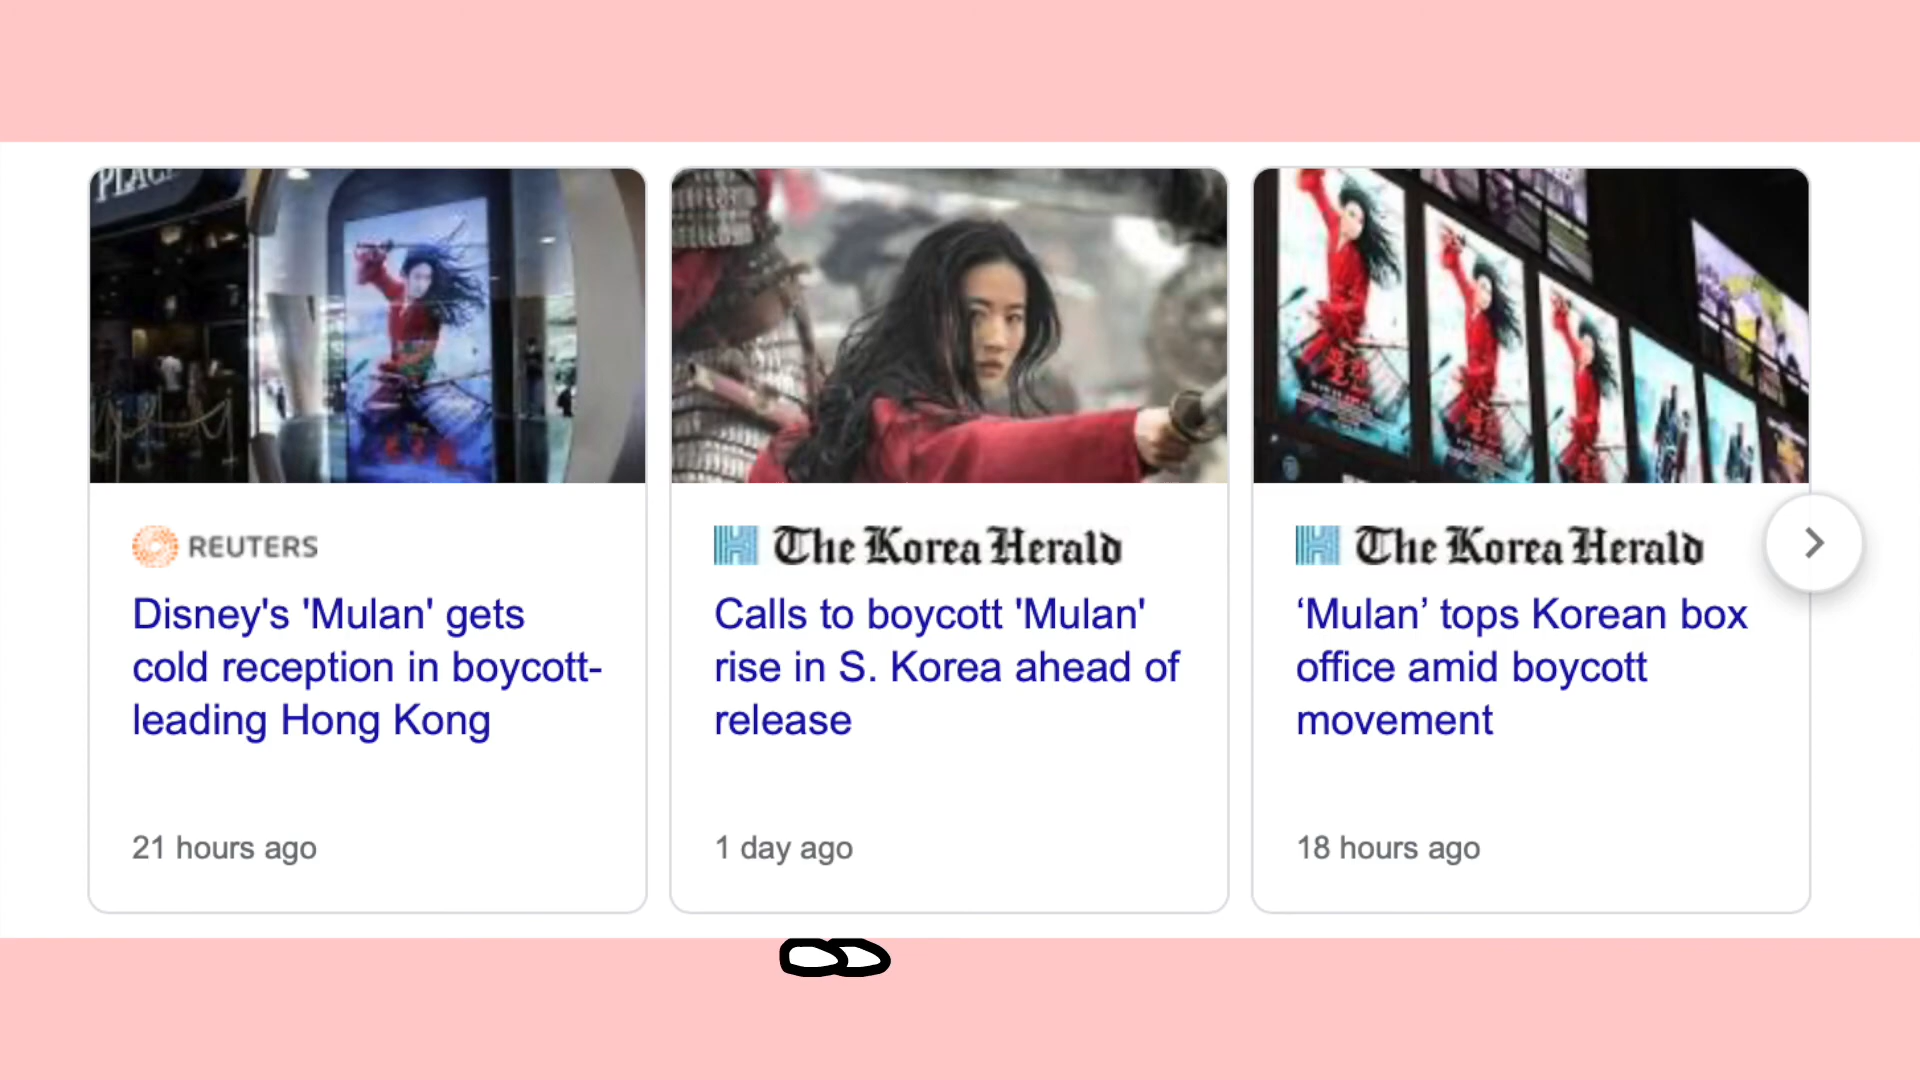 PLAC
REUTERS
Disney's 'Mulan' gets
cold reception in boycott-
leading Hong Kong
21 hours ago
The Korea Herald
Calls to boycott 'Mulan'
rise in S. Korea ahead of
release
1 day ago
The Korea Herald
‘Mulan’ tops Korean box
office amid boycott
movement
18 hours ago